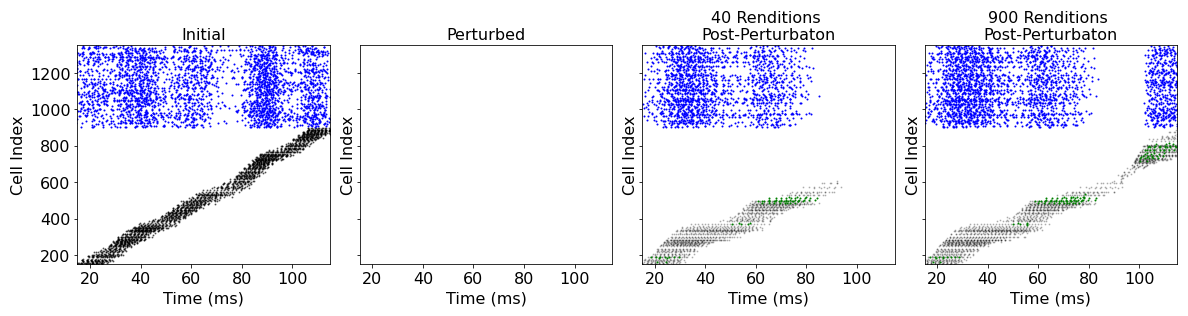 Initial
Perturbed
40 Renditions
Post-Perturbaton
900 Renditions
Post-Perturbaton
Cell Index
1200
1000
800
600
400
200
20 40 60 80 100
Time (ms)
Cell Index
20 40 60 80 100
Time (ms)
Cell Index
20 40 60 80 100
Time (ms)
Cell Index
20 40 60 80 100
Time (ms)